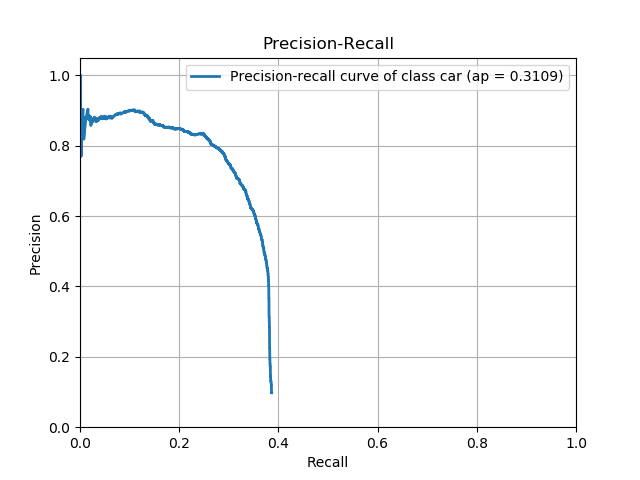 Precision-Recall
Precision-recall curve of class car (ap = 0.3109)
1.0
0.8
0.6
0.4
0.2
0.0
Precision
0.0 0.2 0.4 0.6 0.8 1.0
Recall